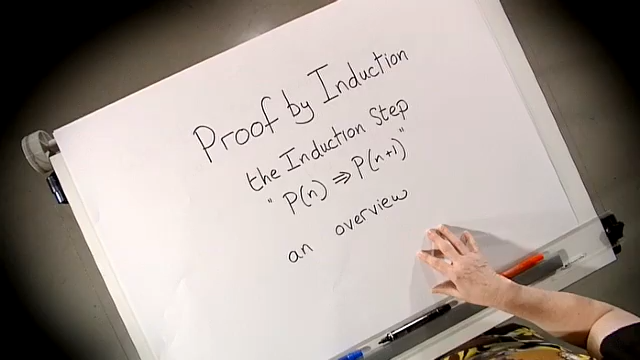 Proof by Induction
the Induction Step
"P(n) ⇒ P(n+1)"
an overview